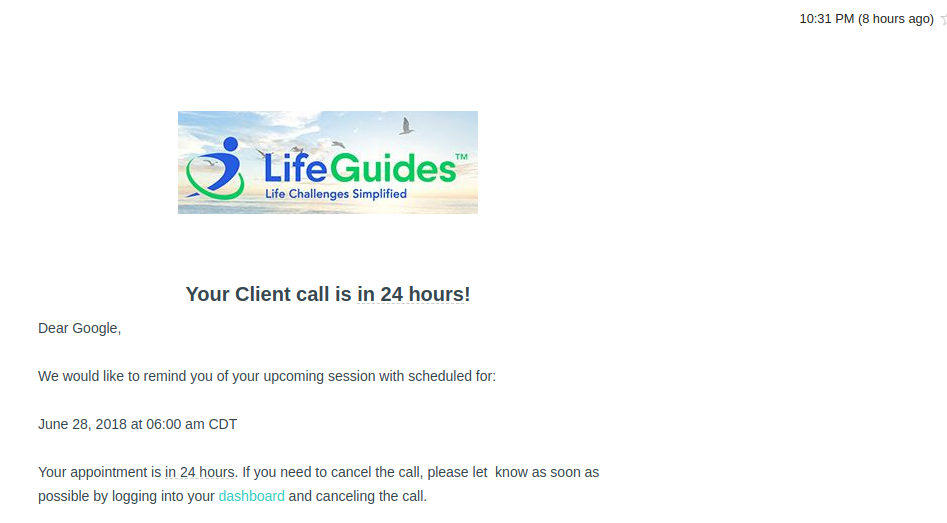 10:31 PM (8 hours ago)
LifeGuides™
Life Challenges Simplified
Your Client call is in 24 hours!
Dear Google,
We would like to remind you of your upcoming session with scheduled for:
June 28, 2018 at 06:00 am CDT
Your appointment is in 24 hours. If you need to cancel the call, please let  know as soon as
possible by logging into your dashboard and canceling the call.